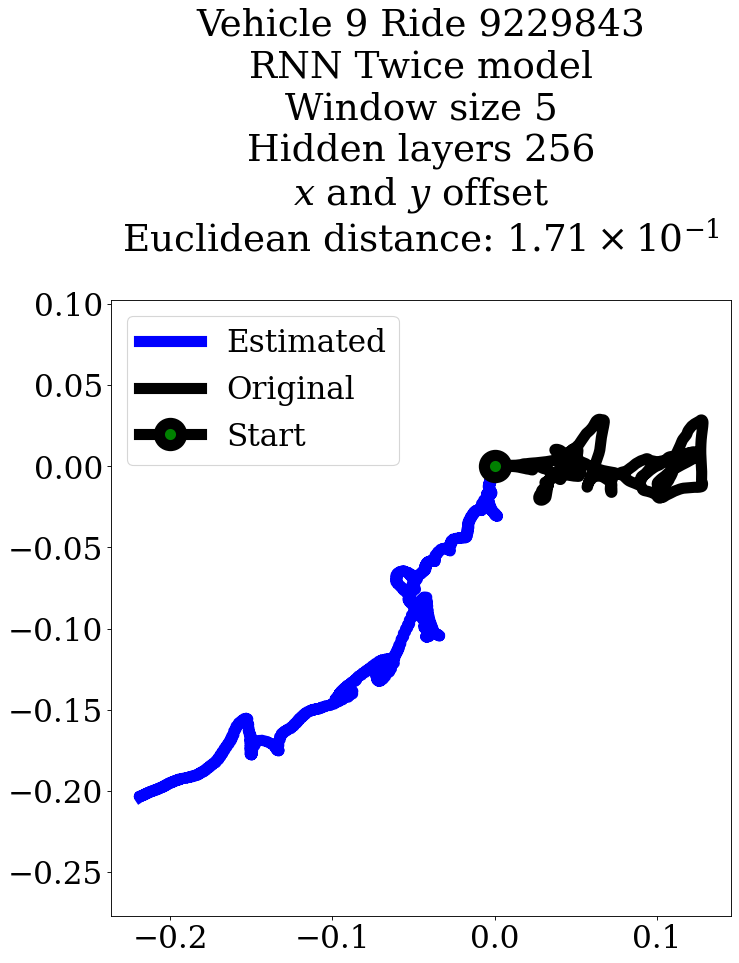 Vehicle 9 Ride 9229843
RNN Twice model
Window size 5
Hidden layers 256
x and y offset
Euclidean distance: 1.71 × 10⁻¹
0.10
0.05
0.00
−0.05
−0.10
−0.15
−0.20
−0.25
Estimated
Original
Start
−0.2
−0.1
0.0
0.1